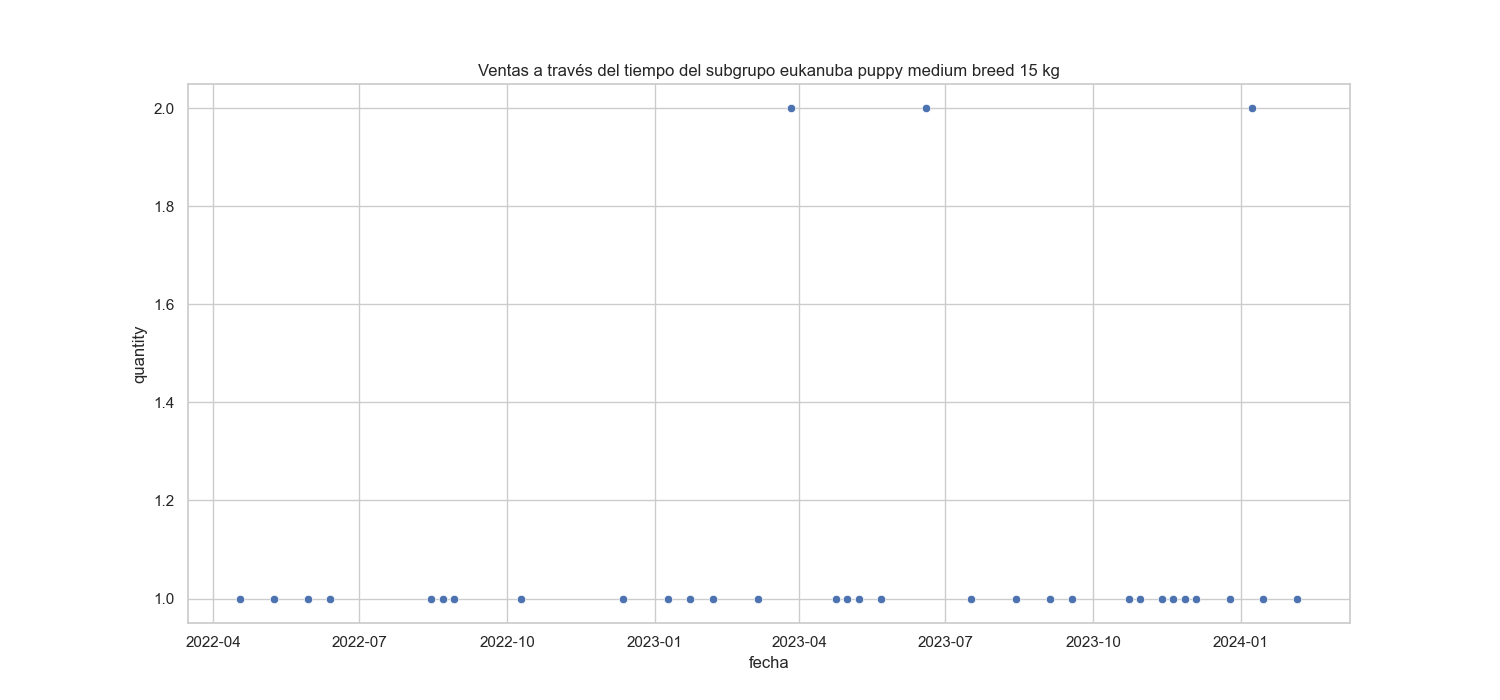 Ventas a través del tiempo del subgrupo eukanuba puppy medium breed 15 kg
2.0
1.8
1.6
1.4
1.2
1.0
quantity
2022-04 2022-07 2022-10 2023-01 2023-04 2023-07 2023-10 2024-01
fecha